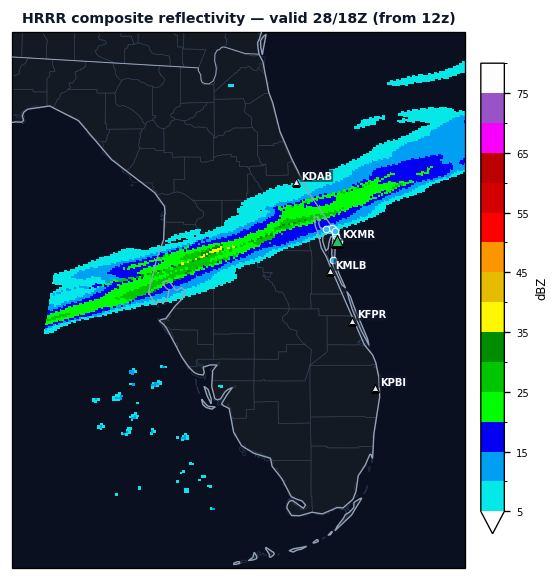 HRRR composite reflectivity — valid 28/18Z (from 12z)
KDAB
KXMR
KMLB
KFPR
KPBI
75
65
55
45
35
25
15
5
dBZ